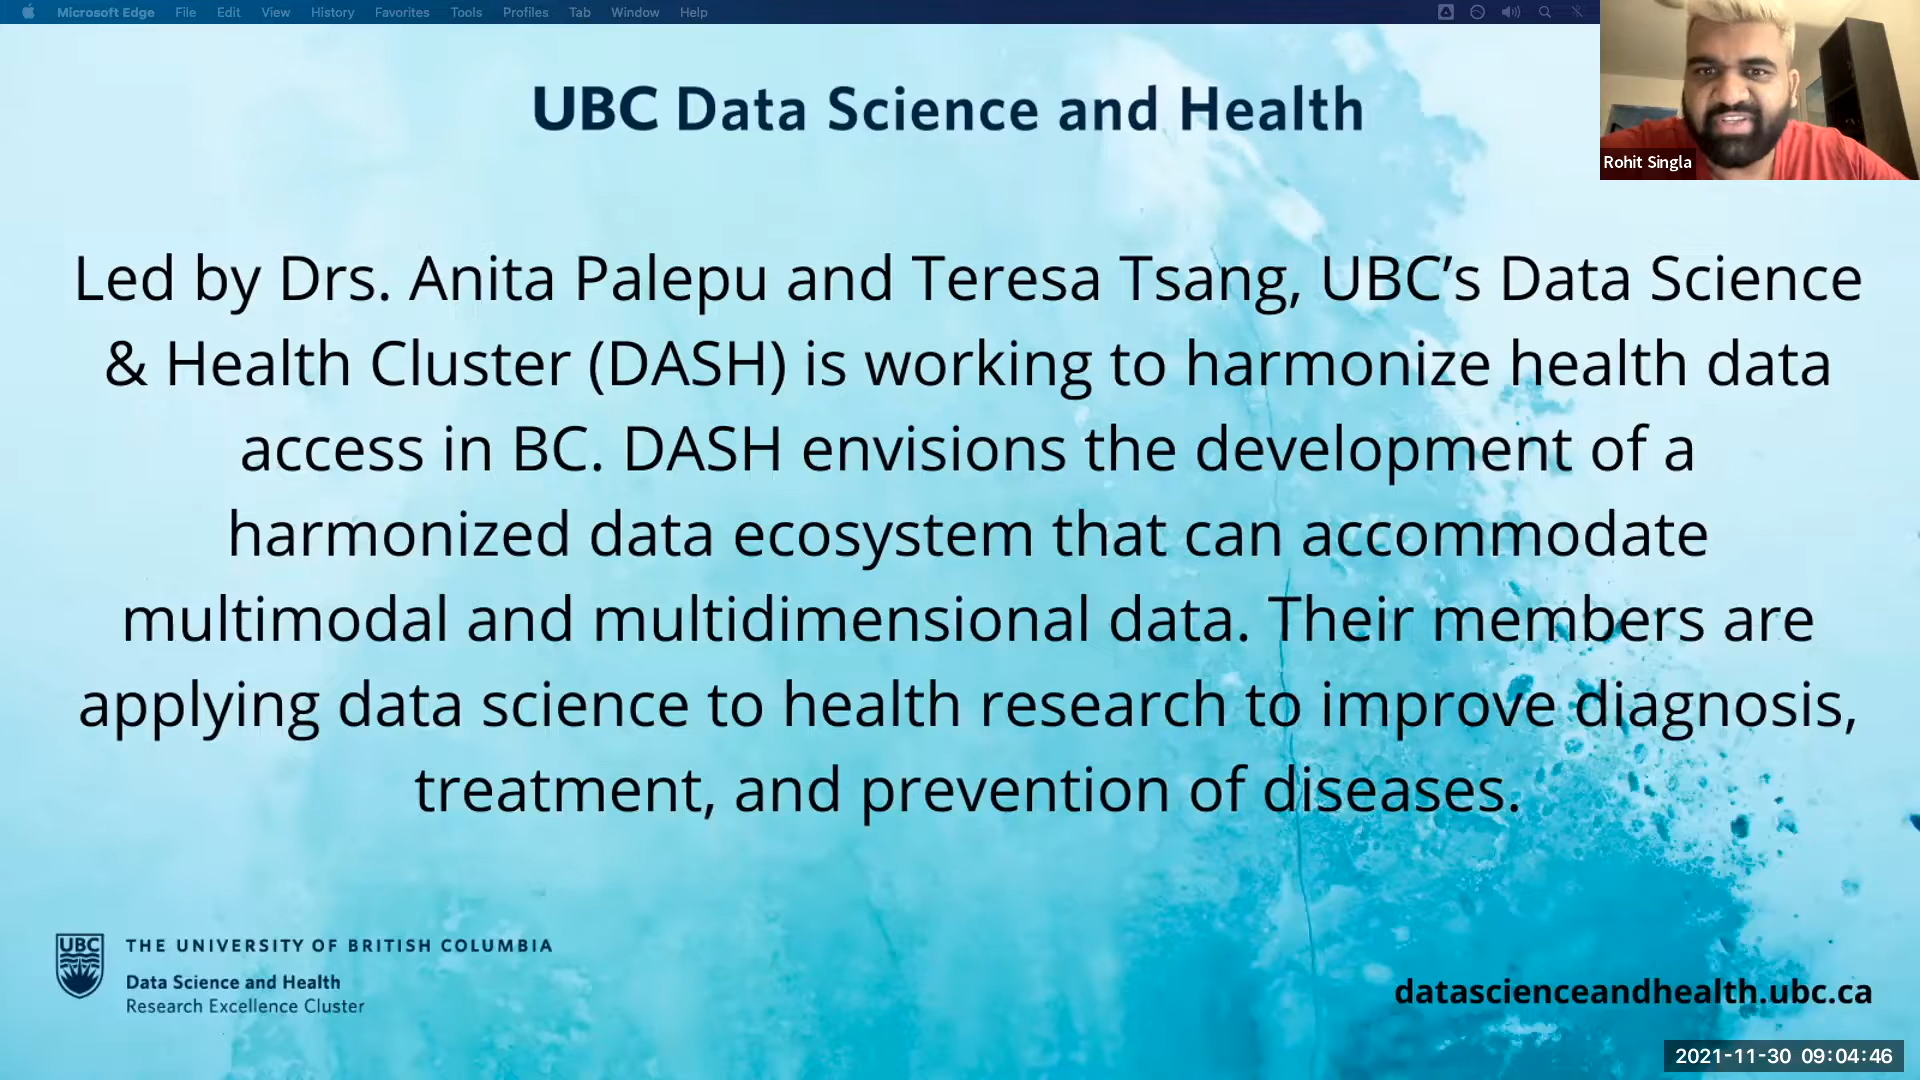 Microsoft Edge File Edit View History Favorites Tools Profiles Tab Window Help
UBC Data Science and Health
Rohit Singla
Led by Drs. Anita Palepu and Teresa Tsang, UBC’s Data Science
& Health Cluster (DASH) is working to harmonize health data
access in BC. DASH envisions the development of a
harmonized data ecosystem that can accommodate
multimodal and multidimensional data. Their members are
applying data science to health research to improve diagnosis,
treatment, and prevention of diseases.
UBC
THE UNIVERSITY OF BRITISH COLUMBIA
Data Science and Health
Research Excellence Cluster
datascienceandhealth.ubc.ca
2021-11-30 09:04:46